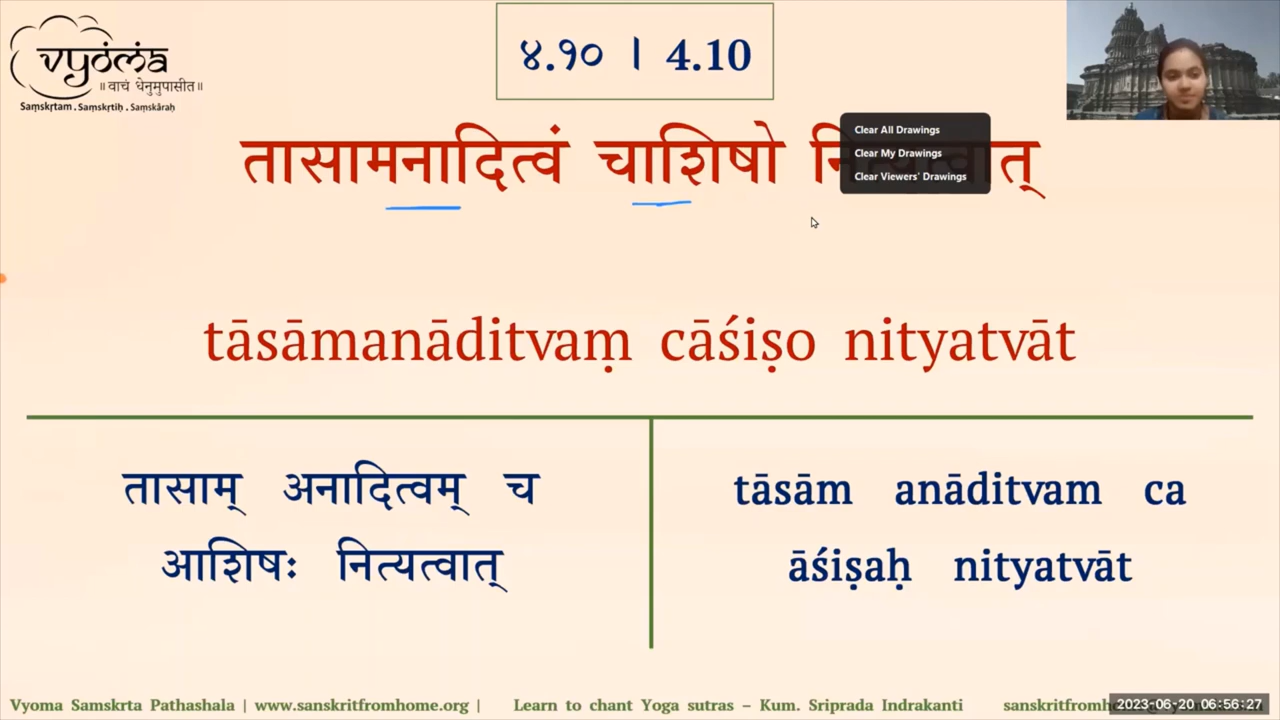 vyoma
॥ वाचं धेनुमुपासीत॥
Saṃskṛtam . Saṃskṛtiḥ . Saṃskāraḥ
४.१० । 4.10
तासामनादित्वं चाशिषो
Clear All Drawings
Clear My Drawings
Clear Viewers' Drawings
tāsāmanāditvaṃ cāśiṣo nityatvāt
तासाम् अनादित्वम् च
आशिषः नित्यत्वात्
tāsām anāditvam ca
āśiṣaḥ nityatvāt
Vyoma Samskrta Pathashala | www.sanskritfromhome.org | Learn to chant Yoga sutras – Kum. Sriprada Indrakanti
2023-06-20 06:56:27